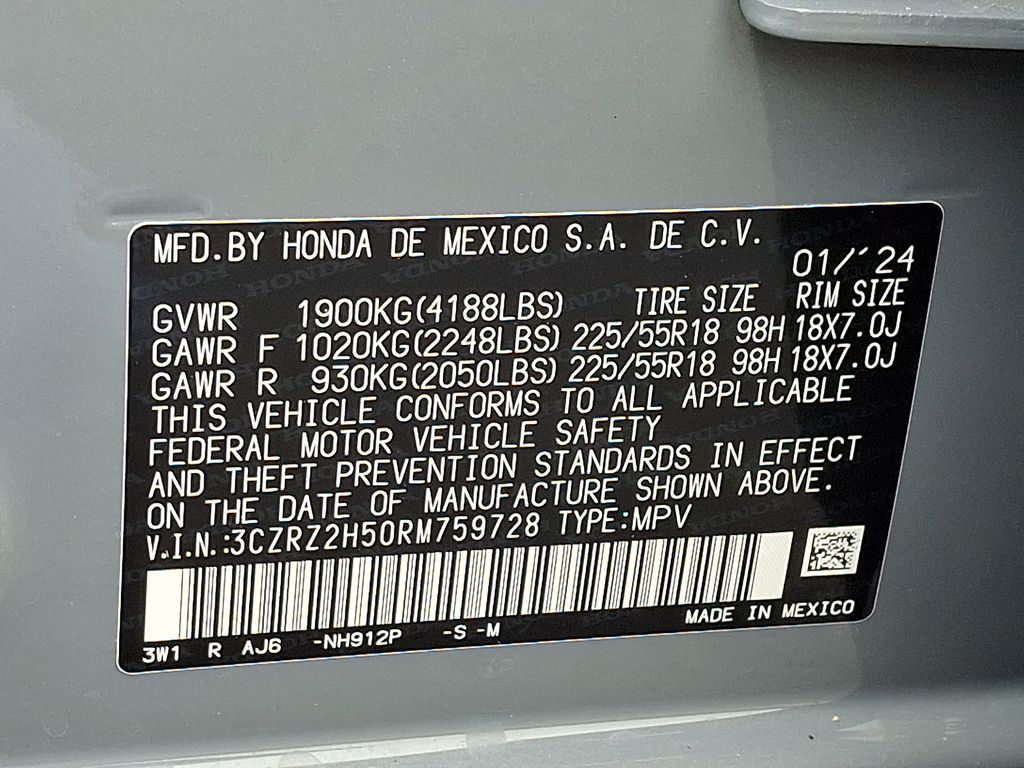 MFD.BY HONDA DE MEXICO S.A. DE C.V.
01/'24
GVWR 1900KG(4188LBS) TIRE SIZE RIM SIZE
GAWR F 1020KG(2248LBS) 225/55R18 98H 18X7.0J
GAWR R 930KG(2050LBS) 225/55R18 98H 18X7.0J
THIS VEHICLE CONFORMS TO ALL APPLICABLE
FEDERAL MOTOR VEHICLE SAFETY
AND THEFT PREVENTION STANDARDS IN EFFECT
ON THE DATE OF MANUFACTURE SHOWN ABOVE.
V.I.N.:3CZRZ2H50RM759728 TYPE:MPV
MADE IN MEXICO
3W1 R AJ6 -NH912P -S -M